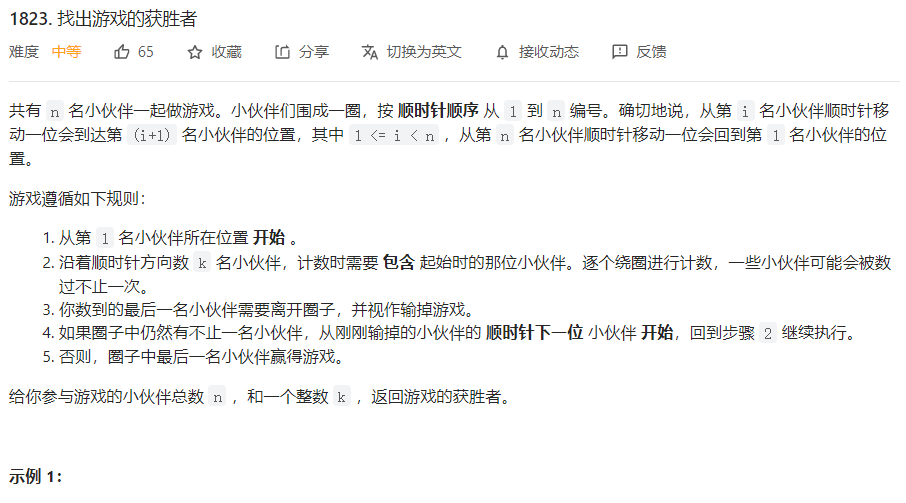 1823. 找出游戏的获胜者
难度 中等 65 收藏 分享 切换为英文 接收动态 反馈
共有 n 名小伙伴一起做游戏。小伙伴们围成一圈，按 顺时针顺序 从 1 到 n 编号。确切地说，从第 i 名小伙伴顺时针移
动一位会到达第 (i+1) 名小伙伴的位置，其中 1 <= i < n ，从第 n 名小伙伴顺时针移动一位会回到第 1 名小伙伴的位
置。
游戏遵循如下规则：
1. 从第 1 名小伙伴所在位置 开始 。
2. 沿着顺时针方向数 k 名小伙伴，计数时需要 包含 起始时的那位小伙伴。逐个绕圈进行计数，一些小伙伴可能会被数
过不止一次。
3. 你数到的最后一名小伙伴需要离开圈子，并视作输掉游戏。
4. 如果圈子中仍然有不止一名小伙伴，从刚刚输掉的小伙伴的 顺时针下一位 小伙伴 开始，回到步骤 2 继续执行。
5. 否则，圈子中最后一名小伙伴赢得游戏。
给你参与游戏的小伙伴总数 n ，和一个整数 k ，返回游戏的获胜者。
示例 1：